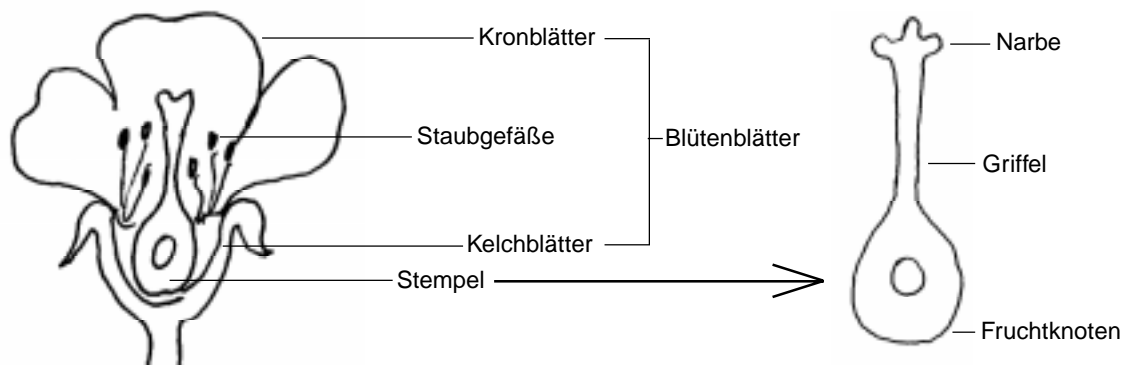 Kronblätter
Narbe
Staubgefäße
Blütenblätter
Griffel
Kelchblätter
Stempel
Fruchtknoten